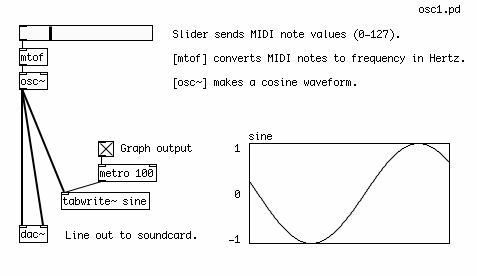 osc1.pd
Slider sends MIDI note values (0-127).
mtof
[mtof] converts MIDI notes to frequency in Hertz.
osc~
[osc~] makes a cosine waveform.
sine
Graph output
1
metro 100
tabwrite~ sine
0
dac~
Line out to soundcard.
-1